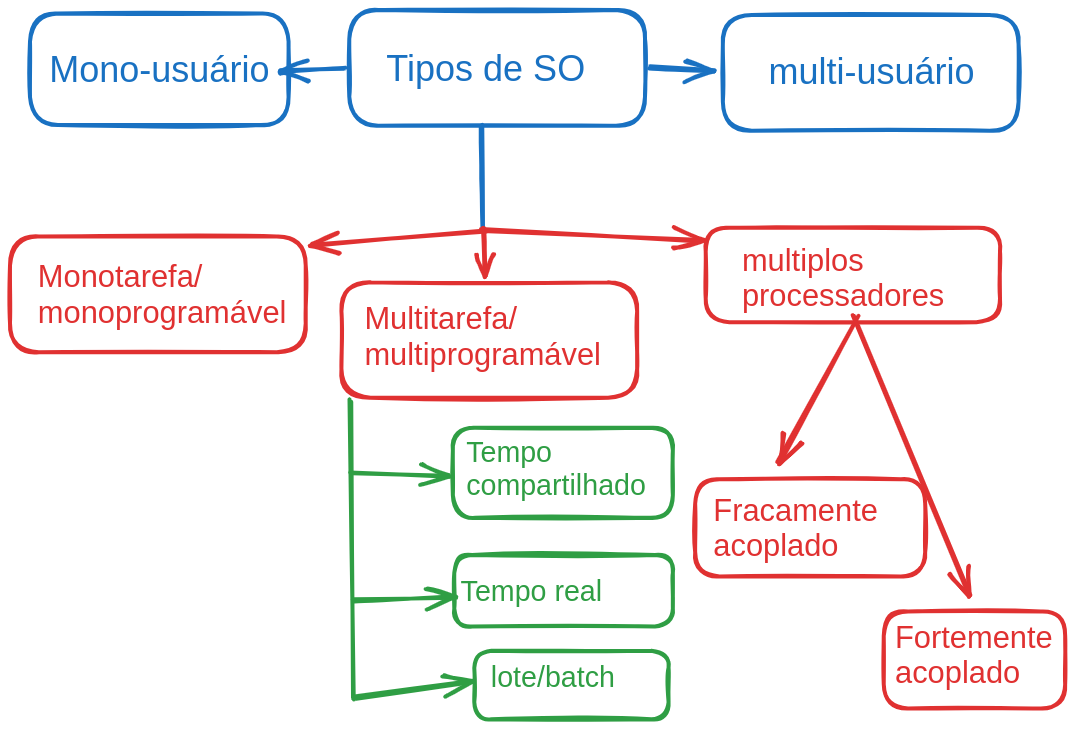 Mono-usuário
Tipos de SO
multi-usuário
Monotarefa/
monoprogramável
Multitarefa/
multiprogramável
multiplos
processadores
Tempo
compartilhado
Tempo real
lote/batch
Fracamente
acoplado
Fortemente
acoplado